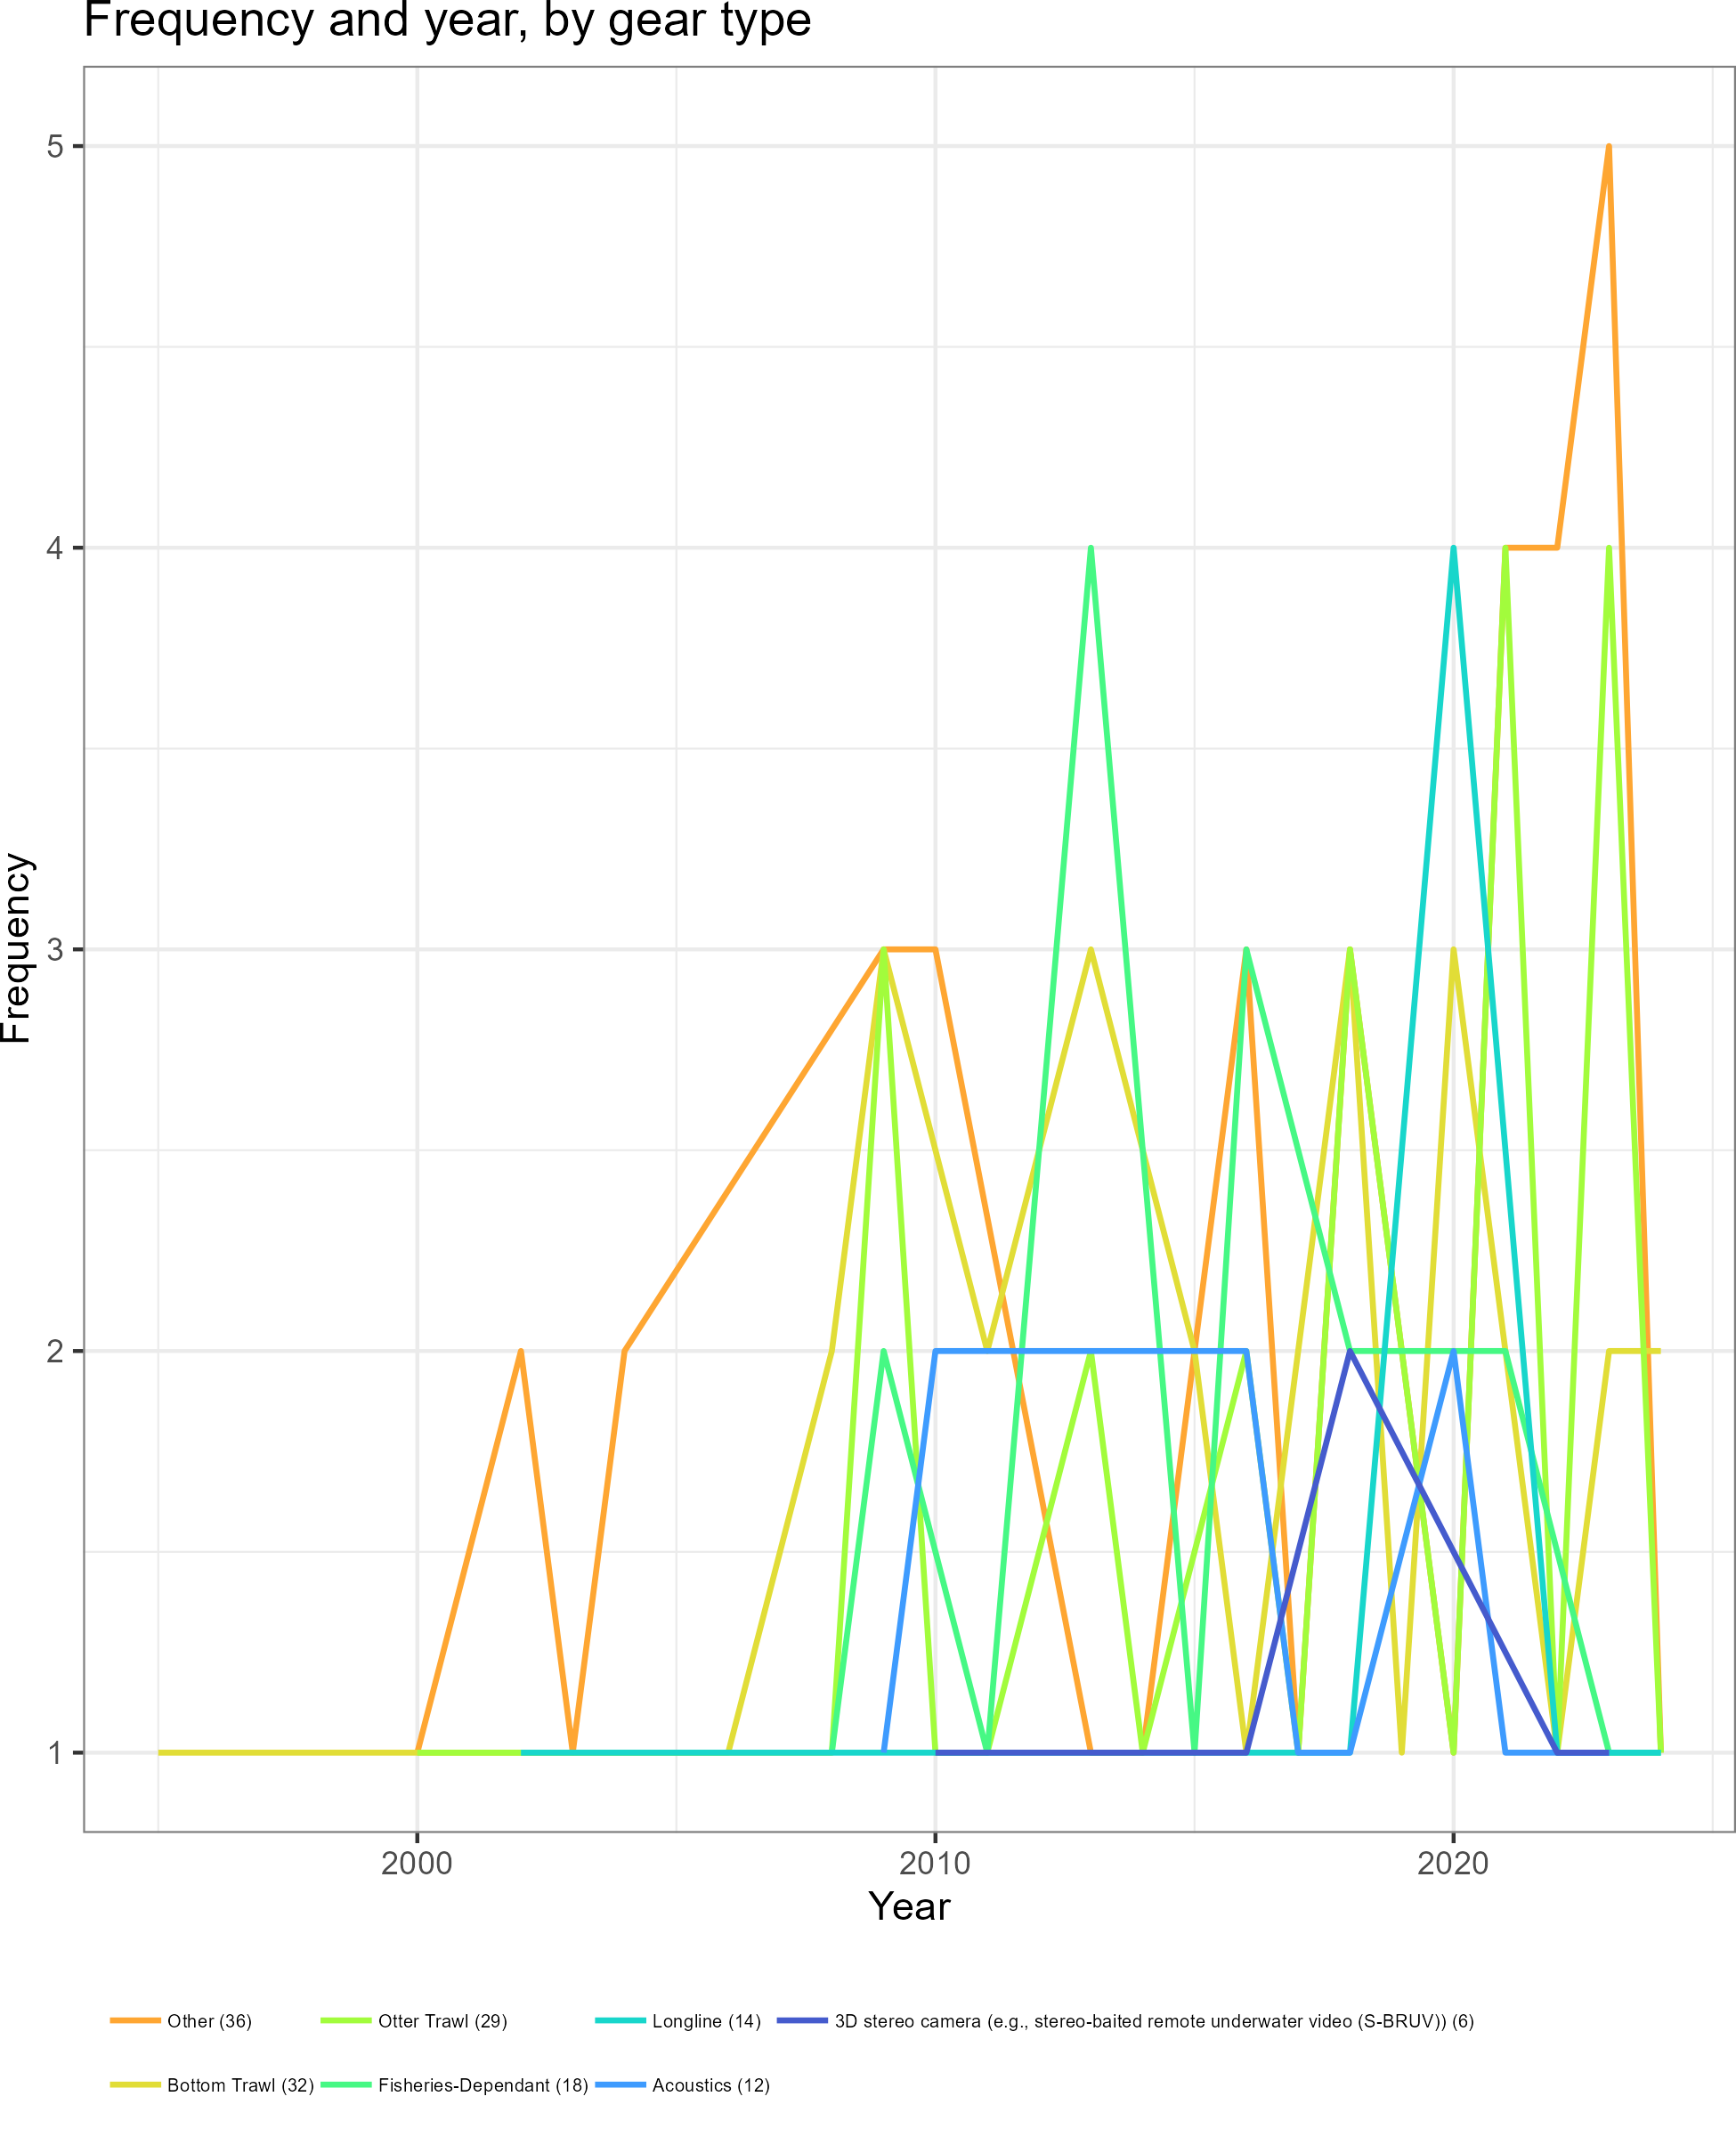 Frequency and year, by gear type
5
4
3
2
1
Frequency
2000 2010 2020
Year
Other (36) Otter Trawl (29) Longline (14) 3D stereo camera (e.g., stereo-baited remote underwater video (S-BRUV)) (6)
Bottom Trawl (32) Fisheries-Dependant (18) Acoustics (12)